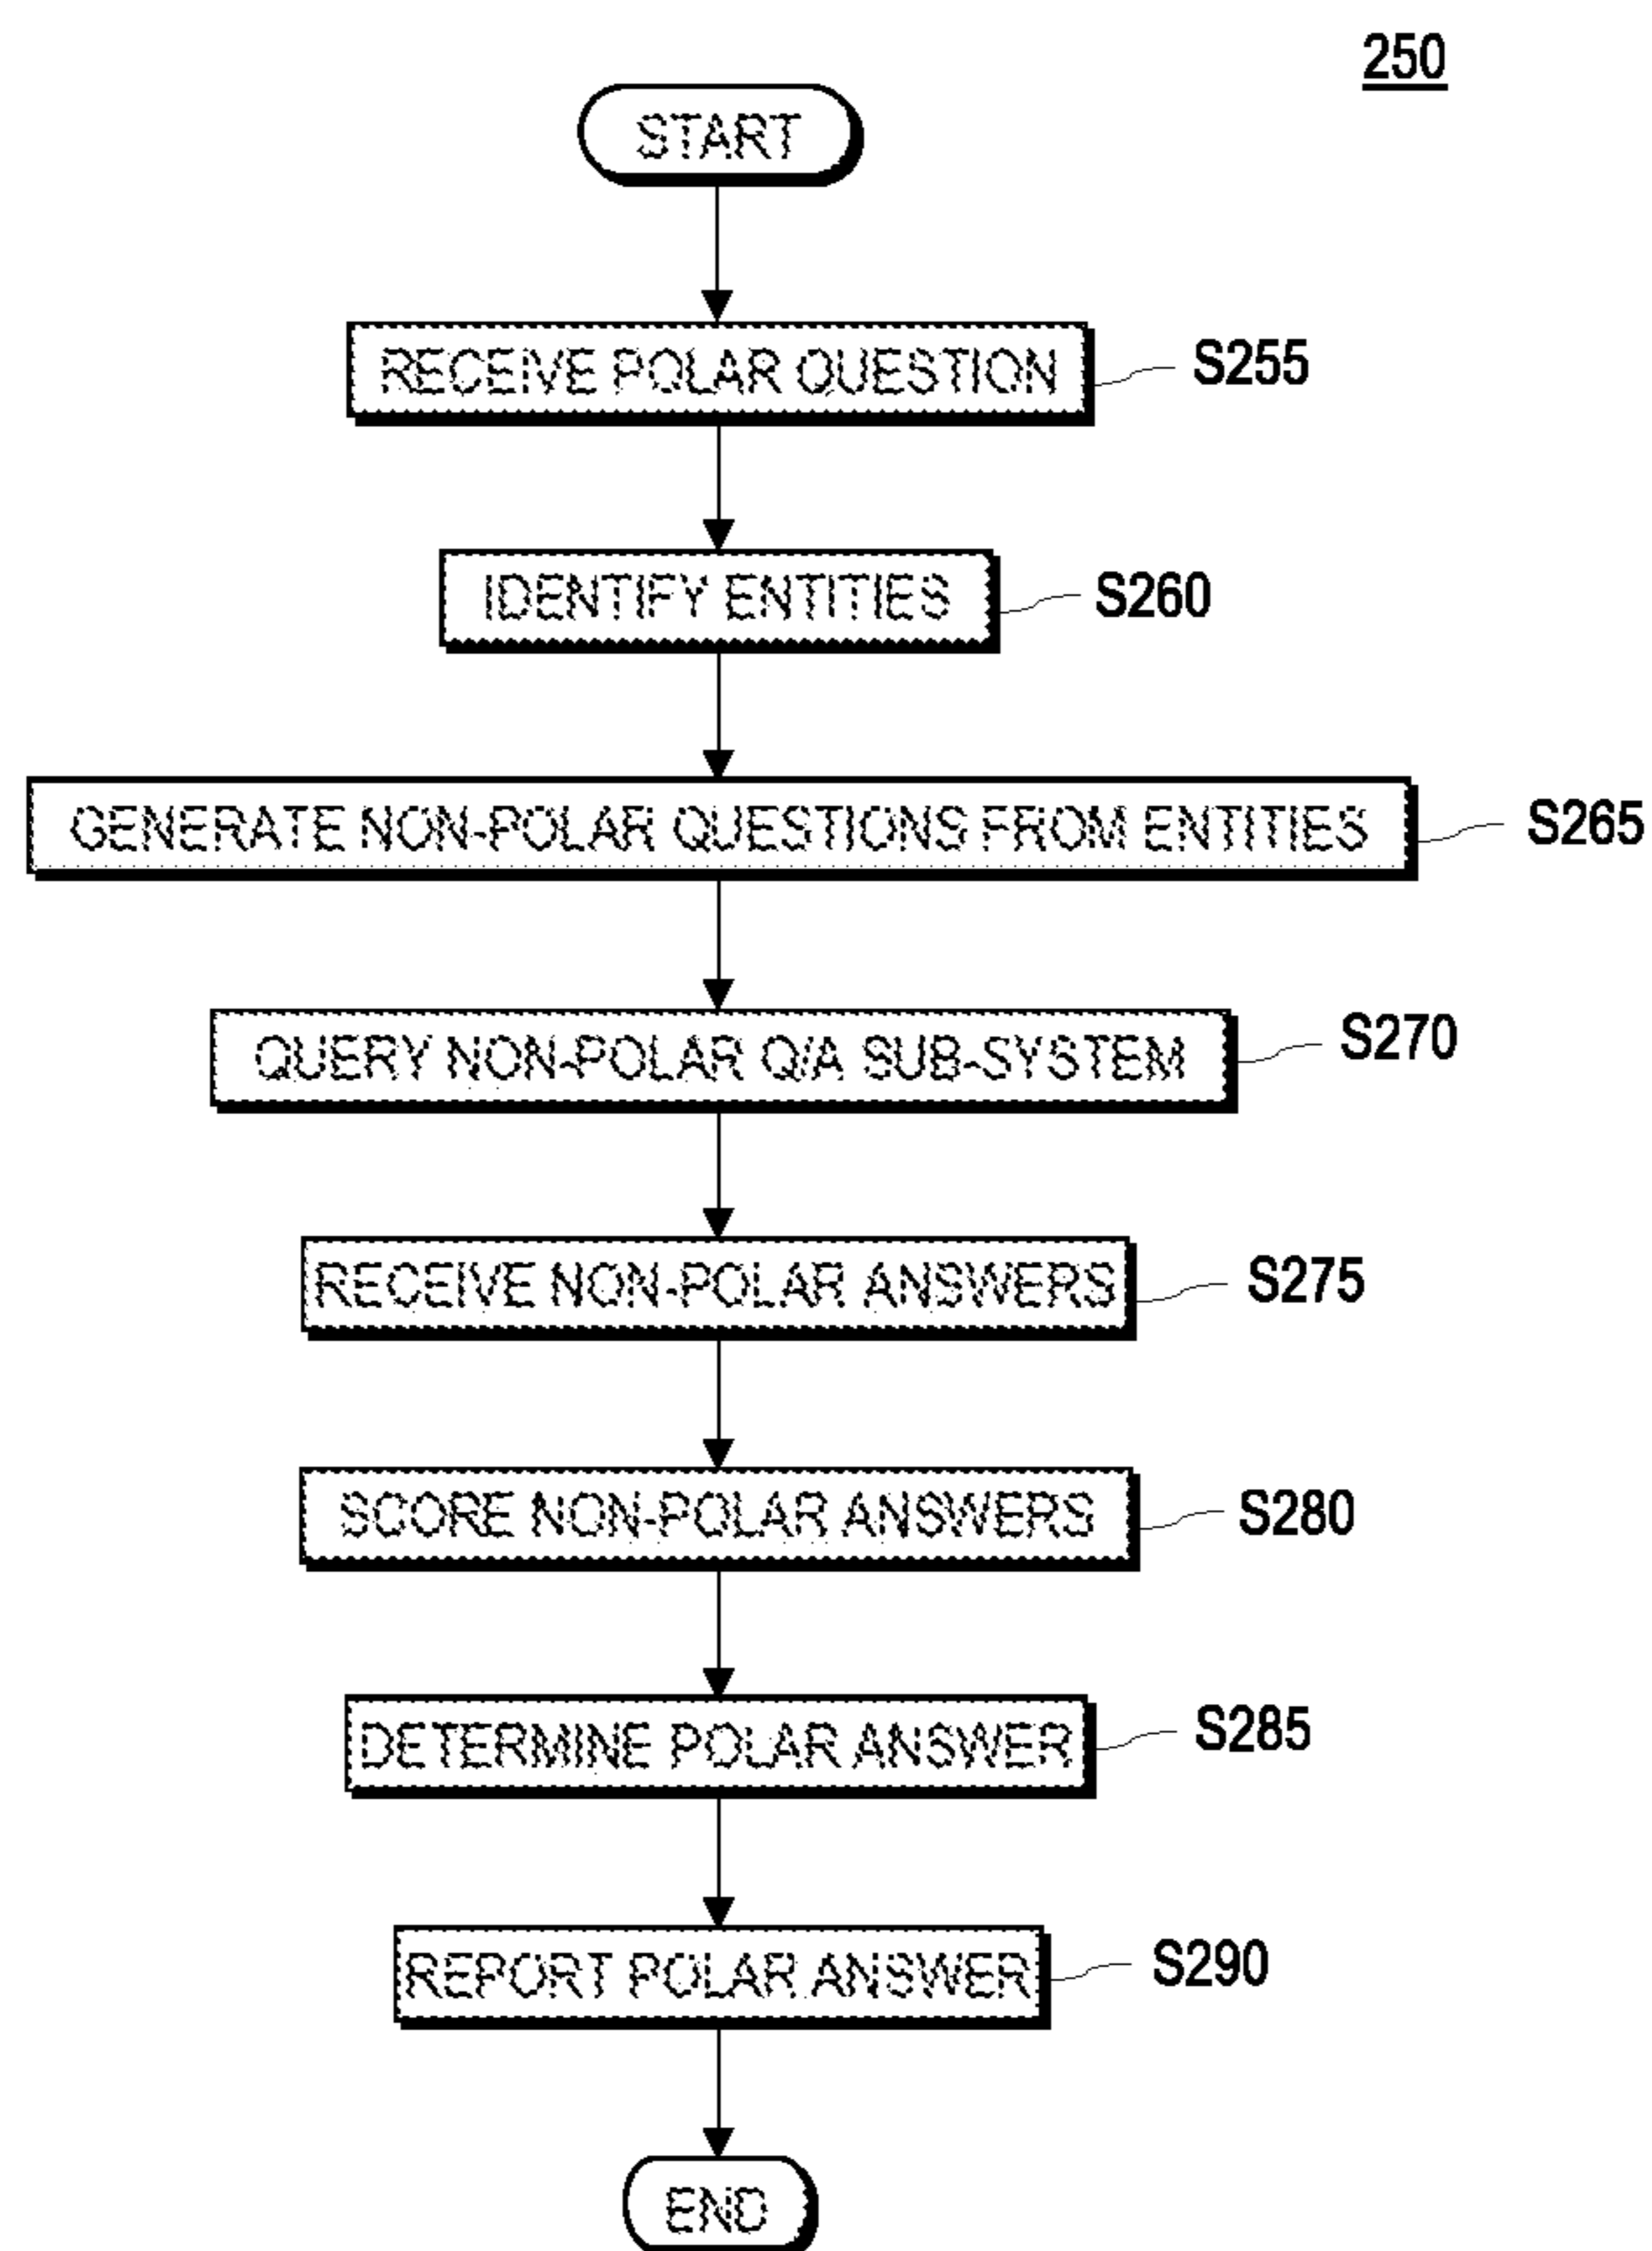 250
START
RECEIVE POLAR QUESTION
S255
IDENTIFY ENTITIES
S260
GENERATE NON-POLAR QUESTIONS FROM ENTITIES
S265
QUERY NON-POLAR Q/A SUB-SYSTEM
S270
RECEIVE NON-POLAR ANSWERS
S275
SCORE NON-POLAR ANSWERS
S280
DETERMINE POLAR ANSWER
S285
REPORT POLAR ANSWER
S290
END